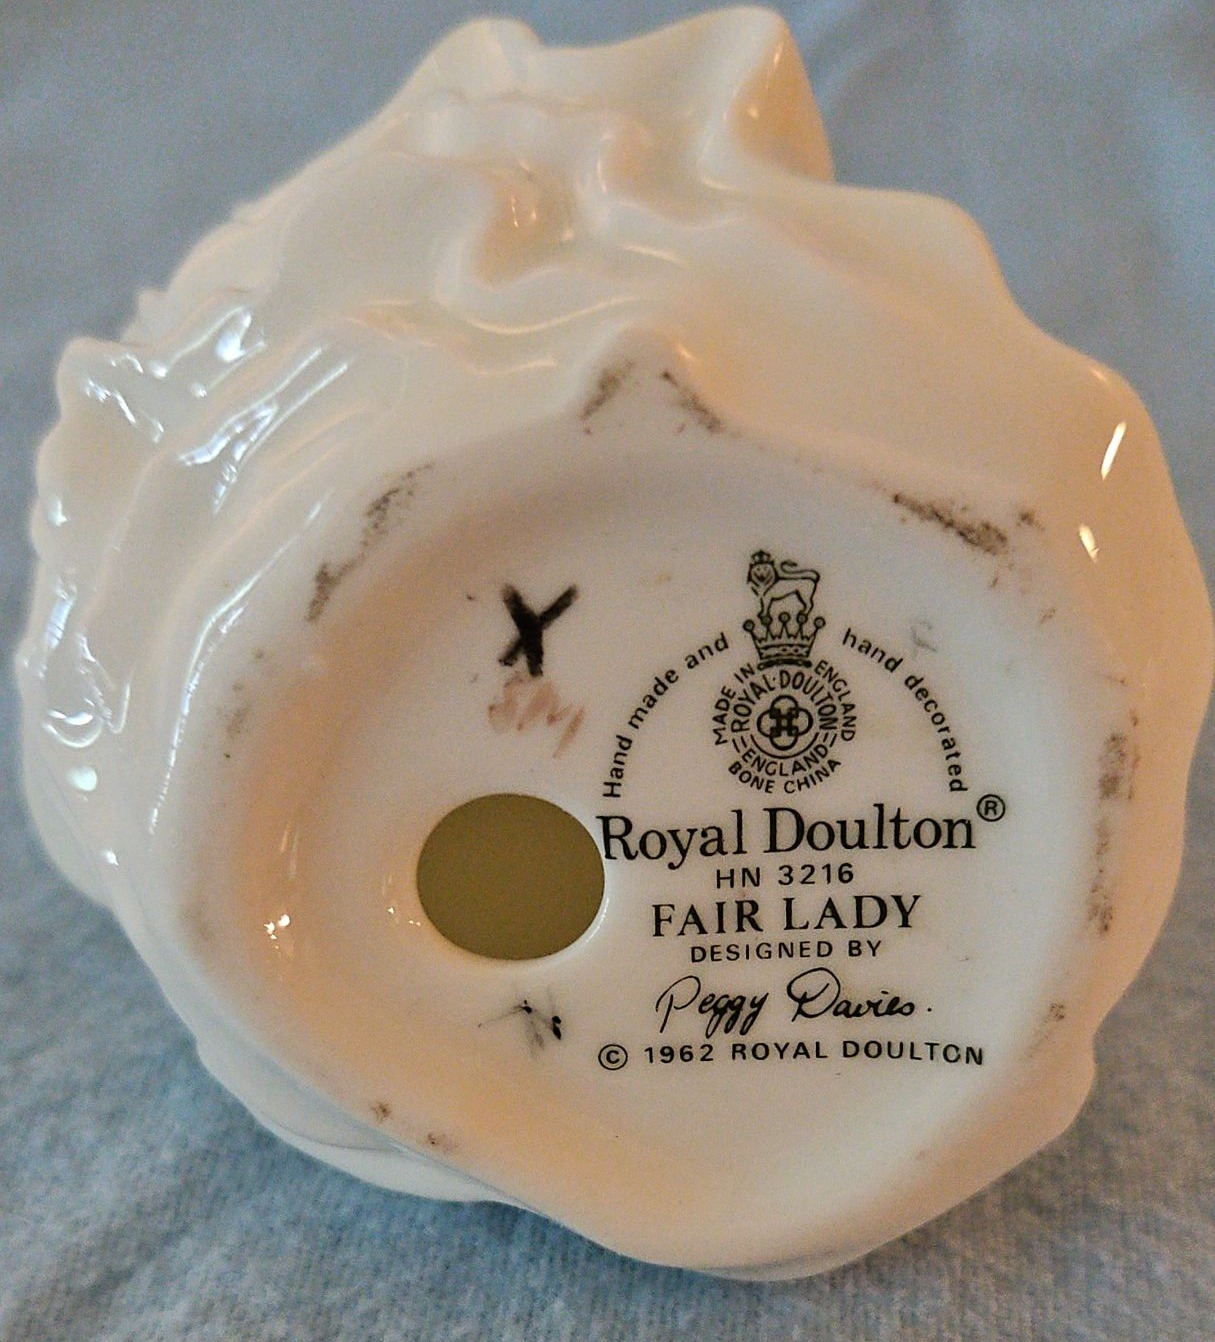 X
Hand made and hand decorated
MADE IN ENGLAND
ROYAL·DOULTON
ENGLAND
BONE CHINA
Royal Doulton®
HN 3216
FAIR LADY
DESIGNED BY
Peggy Davies.
© 1962 ROYAL DOULTON